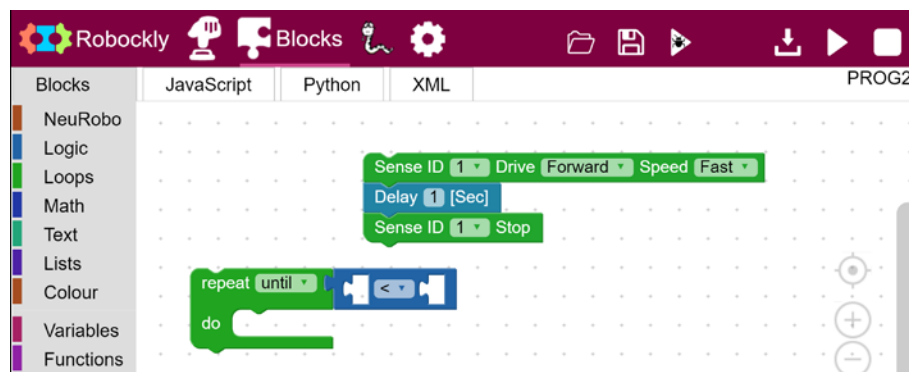 Robockly Blocks
Blocks JavaScript Python XML PROG2
NeuRobo
Logic
Loops
Math
Text
Lists
Colour
Variables
Functions
Sense ID 1 Drive Forward Speed Fast
Delay 1 [Sec]
Sense ID 1 Stop
repeat until <
do